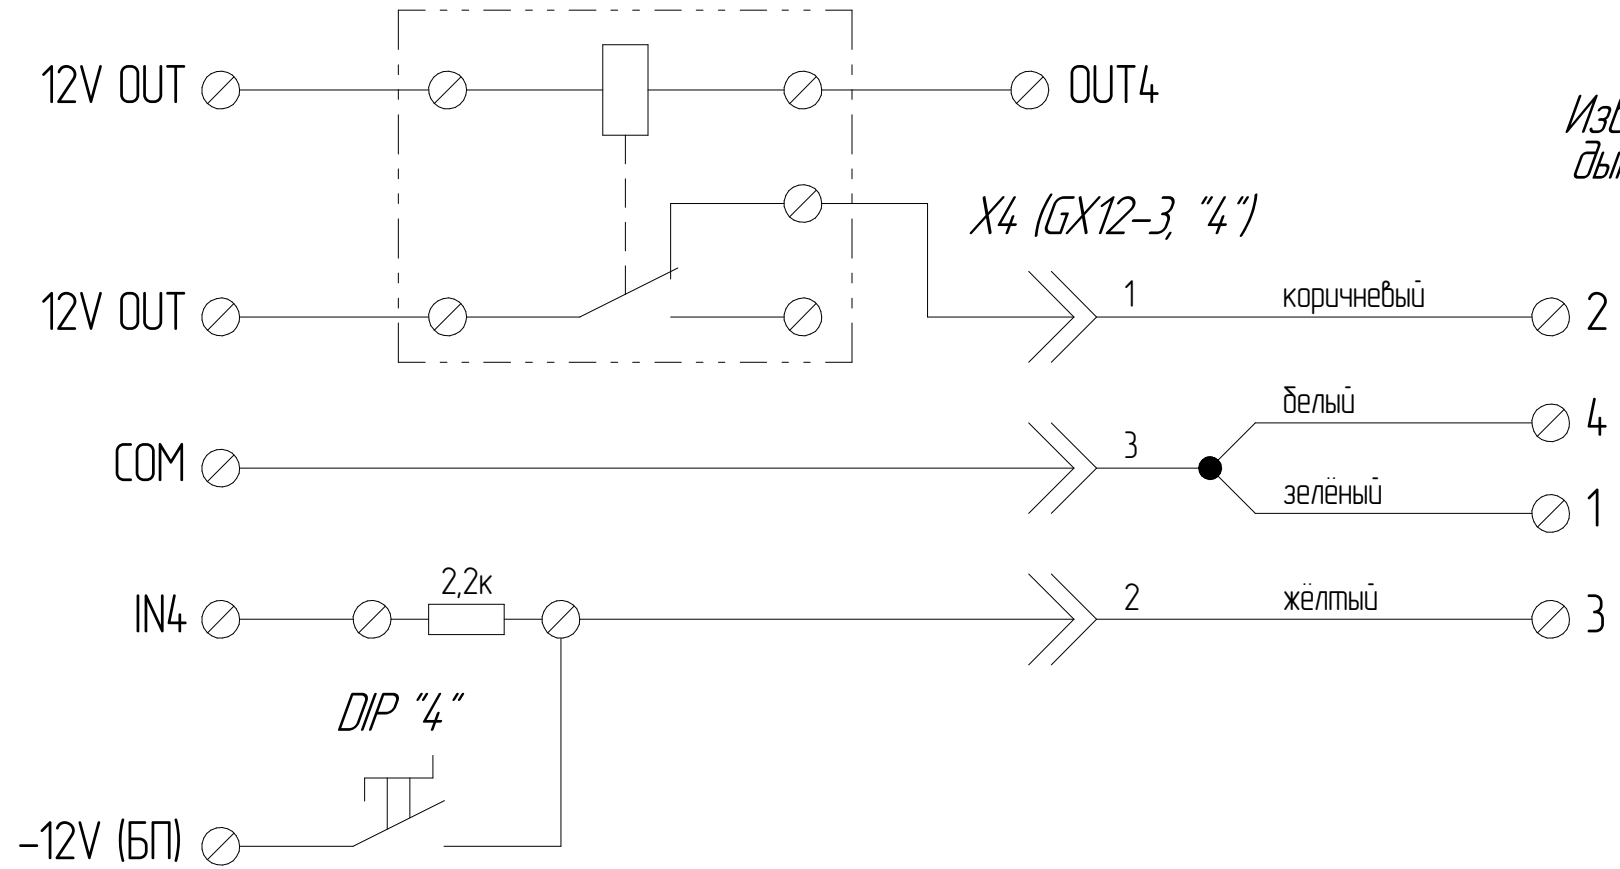 12V OUT
OUT4
X4 (GX12-3, "4")
12V OUT
1
коричневый
2
белый
4
COM
3
зелёный
1
IN4
2,2к
2
жёлтый
3
DIP "4"
-12V (БП)